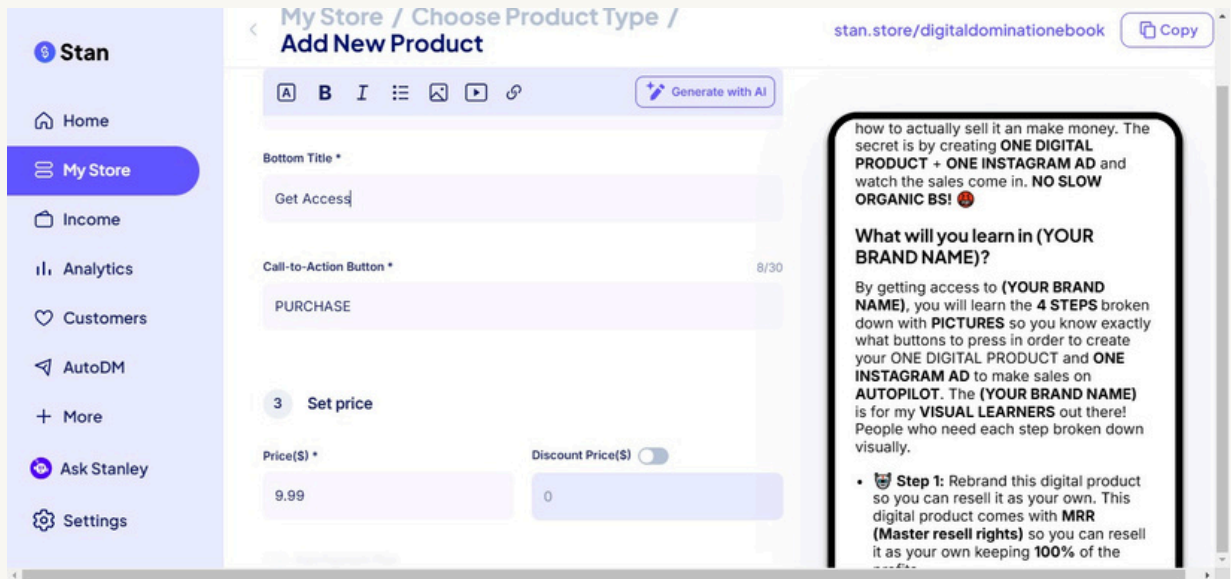 Stan
Home
My Store
Income
Analytics
Customers
AutoDM
More
Ask Stanley
Settings
My Store / Choose Product Type /
Add New Product
stan.store/digitaldominationebook
Copy
A B I
Generate with AI
Bottom Title *
Get Access
Call-to-Action Button *
8/30
PURCHASE
3 Set price
Price($) *
Discount Price($)
9.99
0
how to actually sell it an make money. The
secret is by creating ONE DIGITAL
PRODUCT + ONE INSTAGRAM AD and
watch the sales come in. NO SLOW
ORGANIC BS! 🤬
What will you learn in (YOUR
BRAND NAME)?
By getting access to (YOUR BRAND
NAME), you will learn the 4 STEPS broken
down with PICTURES so you know exactly
what buttons to press in order to create
your ONE DIGITAL PRODUCT and ONE
INSTAGRAM AD to make sales on
AUTOPILOT. The (YOUR BRAND NAME)
is for my VISUAL LEARNERS out there!
People who need each step broken down
visually.
• Step 1: Rebrand this digital product
so you can resell it as your own. This
digital product comes with MRR
(Master resell rights) so you can resell
it as your own keeping 100% of the